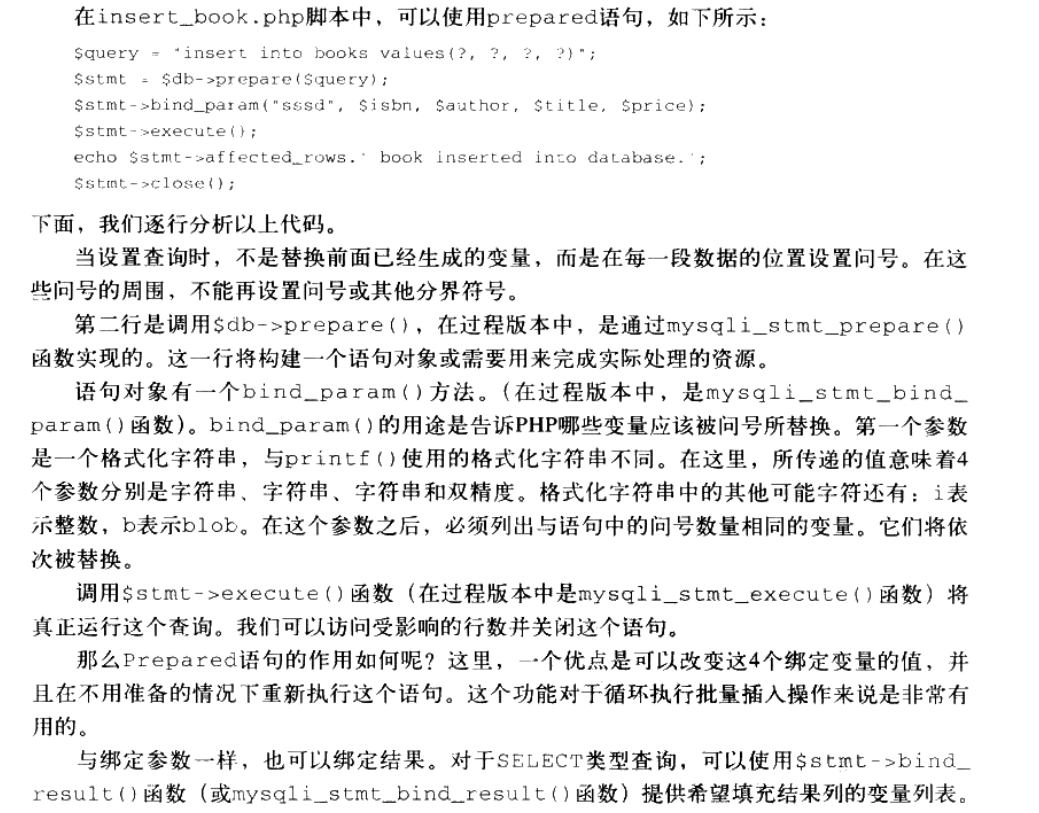 在insert_book.php脚本中，可以使用prepared语句，如下所示：
$query = "insert into books values(?, ?, ?, ?)";
$stmt = $db->prepare($query);
$stmt->bind_param("sssd", $isbn, $author, $title, $price);
$stmt->execute();
echo $stmt->affected_rows.' book inserted into database.';
$stmt->close();
下面，我们逐行分析以上代码。
当设置查询时，不是替换前面已经生成的变量，而是在每一段数据的位置设置问号。在这
些问号的周围，不能再设置问号或其他分界符号。
第二行是调用$db->prepare()，在过程版本中，是通过mysqli_stmt_prepare()
函数实现的。这一行将构建一个语句对象或需要用来完成实际处理的资源。
语句对象有一个bind_param()方法。（在过程版本中，是mysqli_stmt_bind_
param()函数）。bind_param()的用途是告诉PHP哪些变量应该被问号所替换。第一个参数
是一个格式化字符串，与printf()使用的格式化字符串不同。在这里，所传递的值意味着4
个参数分别是字符串、字符串、字符串和双精度。格式化字符串中的其他可能字符还有：i表
示整数，b表示blob。在这个参数之后，必须列出与语句中的问号数量相同的变量。它们将依
次被替换。
调用$stmt->execute()函数（在过程版本中是mysqli_stmt_execute()函数）将
真正运行这个查询。我们可以访问受影响的行数并关闭这个语句。
那么Prepared语句的作用如何呢？这里，一个优点是可以改变这4个绑定变量的值，并
且在不用准备的情况下重新执行这个语句。这个功能对于循环执行批量插入操作来说是非常有
用的。
与绑定参数一样，也可以绑定结果。对于SELECT类型查询，可以使用$stmt->bind_
result()函数（或mysqli_stmt_bind_result()函数）提供希望填充结果列的变量列表。